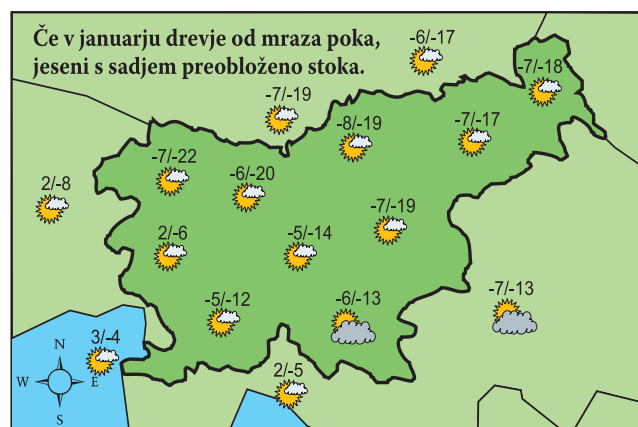 Če v januarju drevje od mraza poka,
jeseni s sadjem preobloženo stoka.
-6/-17
-7/-18
-7/-19
-8/-19
-7/-17
-7/-22
-6/-20
2/-8
-7/-19
2/-6
-5/-14
-5/-12
-6/-13
-7/-13
3/-4
N
W
E
S
2/-5